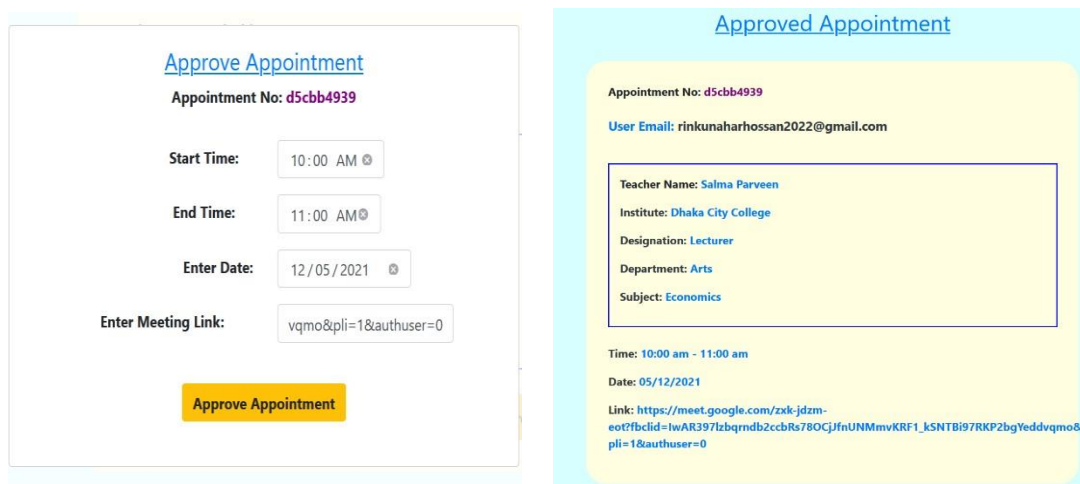 Approve Appointment
Appointment No: d5cbb4939
Start Time: 10:00 AM
End Time: 11:00 AM
Enter Date: 12/05/2021
Enter Meeting Link: vqmo&pli=1&authuser=0
Approve Appointment
Approved Appointment
Appointment No: d5cbb4939
User Email: rinkunaharhossan2022@gmail.com
Teacher Name: Salma Parveen
Institute: Dhaka City College
Designation: Lecturer
Department: Arts
Subject: Economics
Time: 10:00 am - 11:00 am
Date: 05/12/2021
Link: https://meet.google.com/zxk-jdzm-
eot?fbclid=IwAR397lzbqrndb2ccbRs78OCjJfnUNMmvKRF1_kSNTBi97RKP2bgYeddvqmo&
pli=1&authuser=0